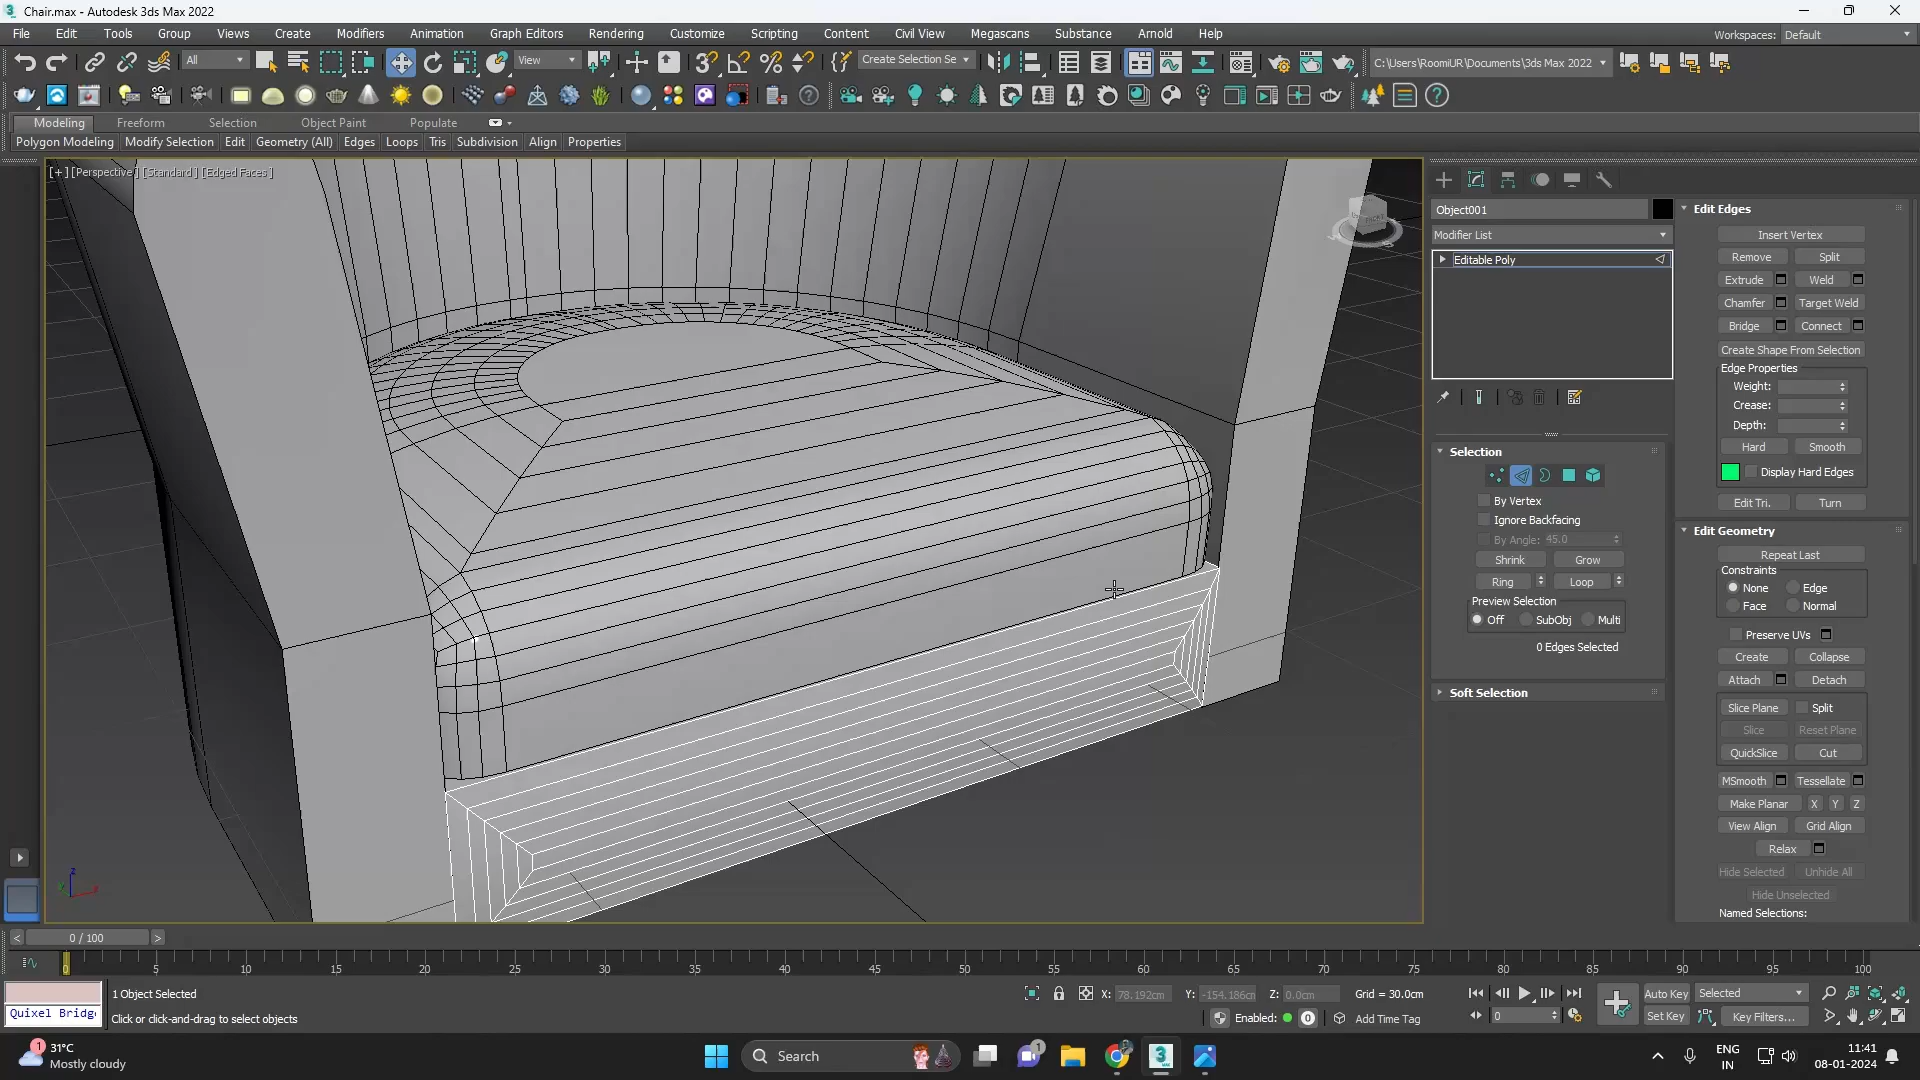 Chair.max - Autodesk 3ds Max 2022
File Edit Tools Group Views Create Modifiers Animation Graph Editors Rendering Customize Scripting Content Civil View Megascans Substance Arnold Help
Workspaces: Default
All View Create Selection Se C:\Users\RoomiUR\Documents\3ds Max 2022
Modeling Freeform Selection Object Paint Populate
Polygon Modeling Modify Selection Edit Geometry (All) Edges Loops Tris Subdivision Align Properties
[+] [Perspective] [Standard] [Edged Faces]
Object001
Modifier List
Editable Poly
Selection
By Vertex
Ignore Backfacing
By Angle: 45.0
Shrink Grow
Ring Loop
Preview Selection
Off SubObj Multi
0 Edges Selected
Soft Selection
Edit Edges
Insert Vertex
Remove Split
Extrude Weld
Chamfer Target Weld
Bridge Connect
Create Shape From Selection
Edge Properties
Weight:
Crease:
Depth:
Hard Smooth
Display Hard Edges
Edit Tri. Turn
Edit Geometry
Repeat Last
Constraints
None Edge
Face Normal
Preserve UVs
Create Collapse
Attach Detach
Slice Plane Split
Slice Reset Plane
QuickSlice Cut
MSmooth Tessellate
Make Planar X Y Z
View Align Grid Align
Relax
Hide Selected Unhide All
Hide Unselected
Named Selections:
0 / 100
0 5 10 15 20 25 30 35 40 45 50 55 60 65 70 75 80 85 90 95 100
1 Object Selected
Click or click-and-drag to select objects
Quixel Bridge
X: 78.192cm Y: -154.186cm Z: 0.0cm Grid = 30.0cm
Enabled: 0 Add Time Tag
0
Auto Key Selected
Set Key Key Filters...
1
31°C
Mostly cloudy
Search
1
ENG
IN
11:41
08-01-2024